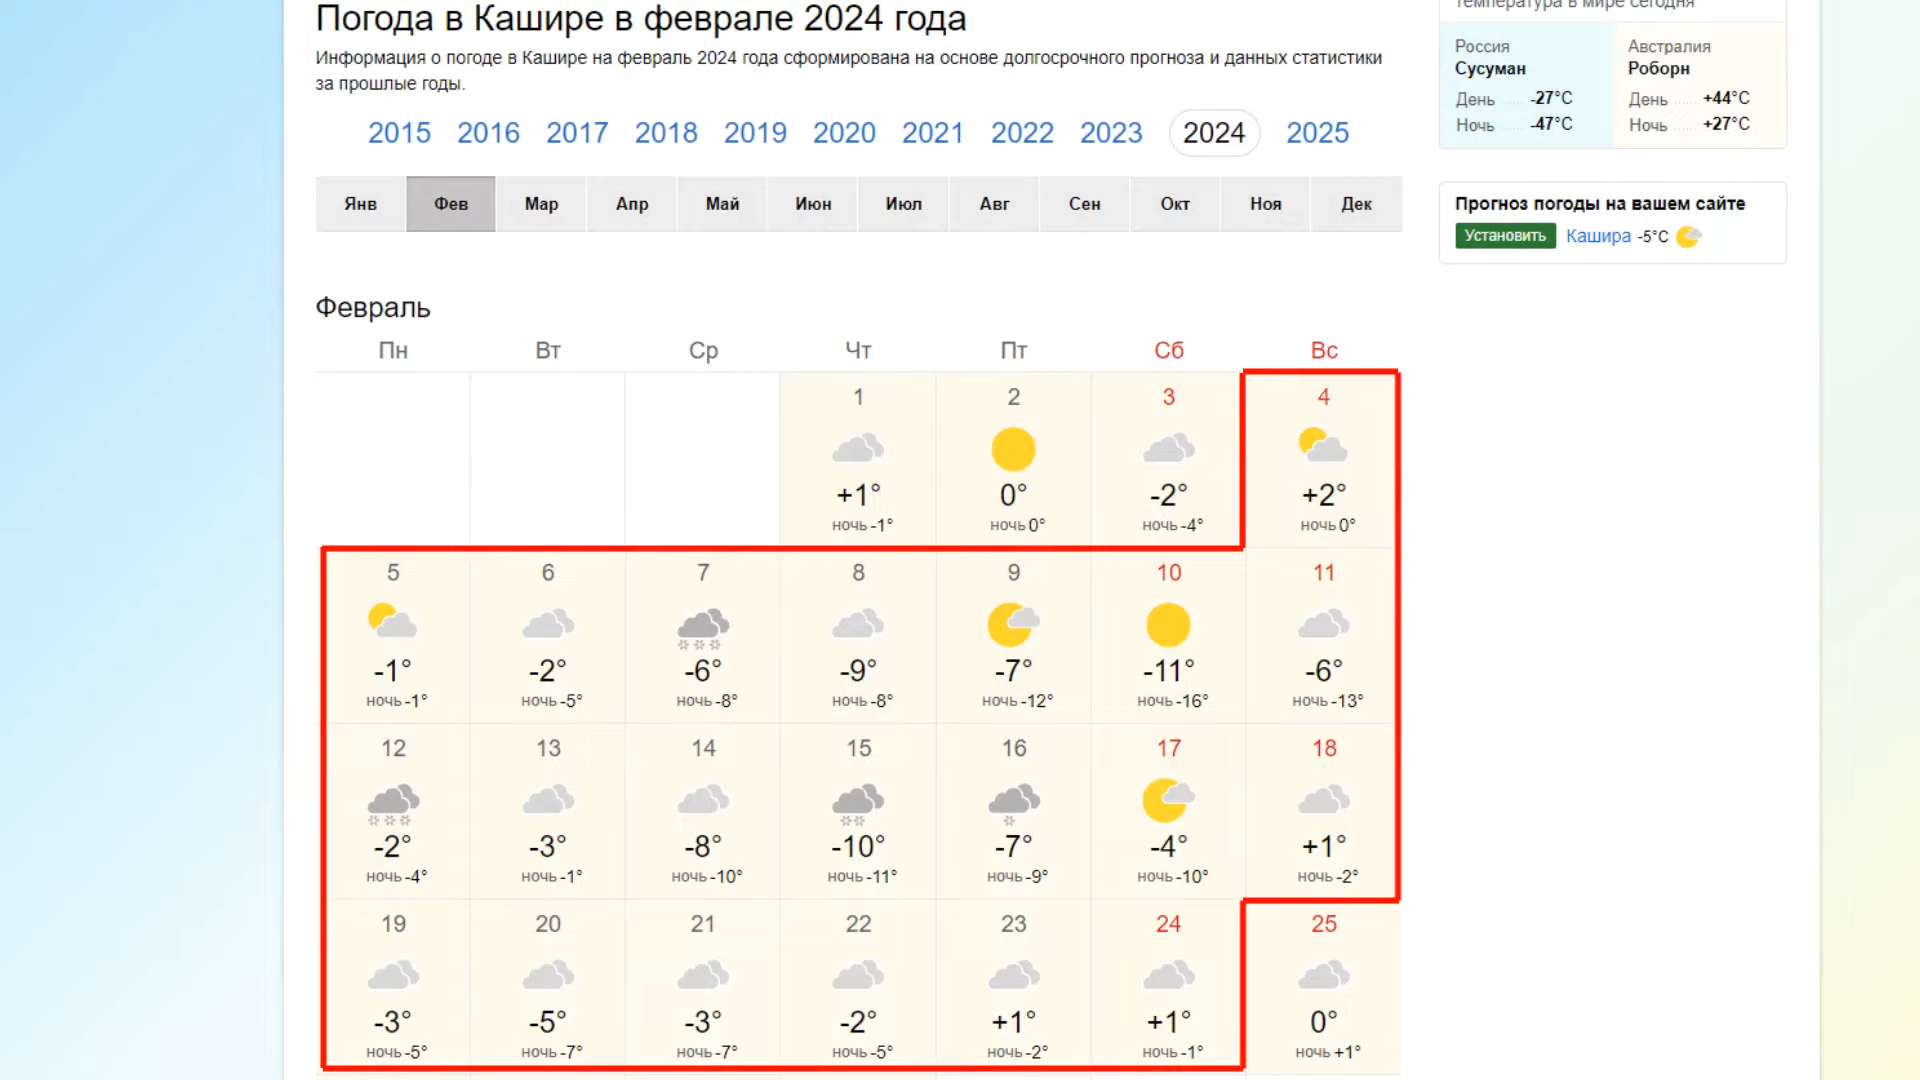 температура в мире сегодня
Погода в Кашире в феврале 2024 года
Информация о погоде в Кашире на февраль 2024 года сформирована на основе долгосрочного прогноза и данных статистики
за прошлые годы.
2015 2016 2017 2018 2019 2020 2021 2022 2023 2024 2025
Янв Фев Мар Апр Май Июн Июл Авг Сен Окт Ноя Дек
Россия Австралия
Сусуман Роборн
День -27°C День +44°C
Ночь -47°C Ночь +27°C
Прогноз погоды на вашем сайте
Установить Кашира -5°C
Февраль
Пн Вт Ср Чт Пт Сб Вс
1 2 3 4
+1° 0° -2° +2°
ночь -1° ночь 0° ночь -4° ночь 0°
5 6 7 8 9 10 11
-1° -2° -6° -9° -7° -11° -6°
ночь -1° ночь -5° ночь -8° ночь -8° ночь -12° ночь -16° ночь -13°
12 13 14 15 16 17 18
-2° -3° -8° -10° -7° -4° +1°
ночь -4° ночь -1° ночь -10° ночь -11° ночь -9° ночь -10° ночь -2°
19 20 21 22 23 24 25
-3° -5° -3° -2° +1° +1° 0°
ночь -5° ночь -7° ночь -7° ночь -5° ночь -2° ночь -1° ночь +1°